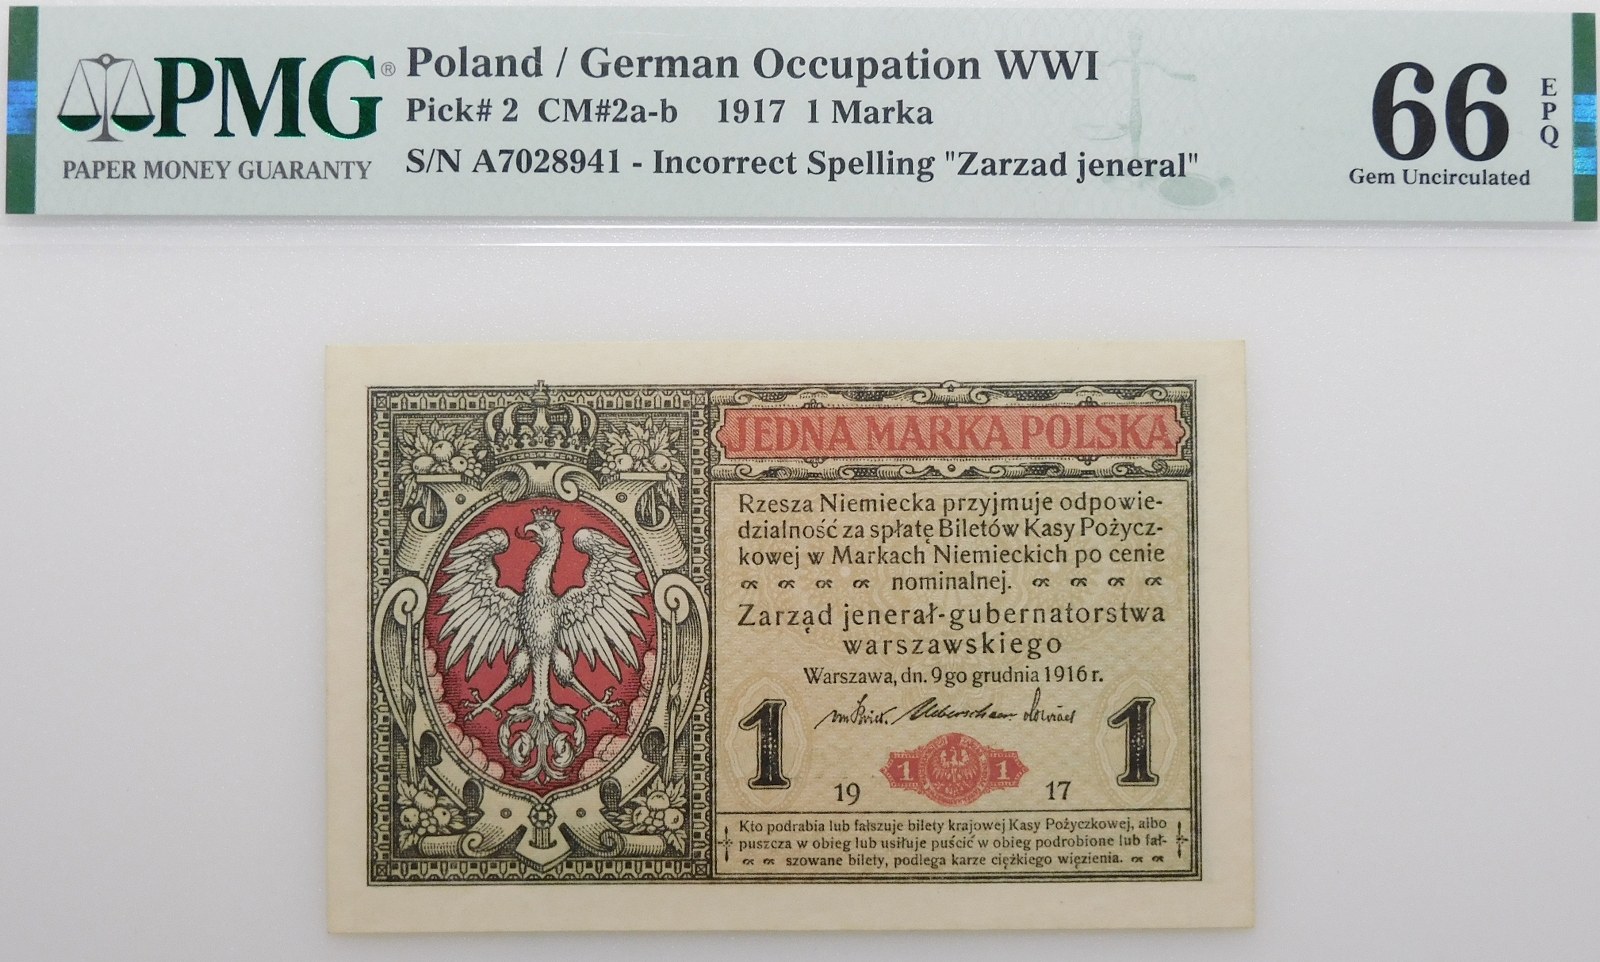 PMG®
PAPER MONEY GUARANTY
Poland / German Occupation WWI
Pick# 2 CM#2a-b 1917 1 Marka
S/N A7028941 - Incorrect Spelling "Zarzad jeneral"
66
EPQ
Gem Uncirculated
JEDNA MARKA POLSKA
Rzesza Niemiecka przyjmuje odpowie-
dzialność za spłatę Biletów Kasy Pożycz-
kowej w Markach Niemieckich po cenie
nominalnej.
Zarząd jenerał-gubernatorstwa
warszawskiego
Warszawa, dn. 9go grudnia 1916 r.
1 1
1 1
19 17
Kto podrabia lub fałszuje bilety krajowej Kasy Pożyczkowej, albo
puszcza w obieg lub usiłuje puścić w obieg podrobione lub fał-
szowane bilety, podlega karze ciężkiego więzienia.